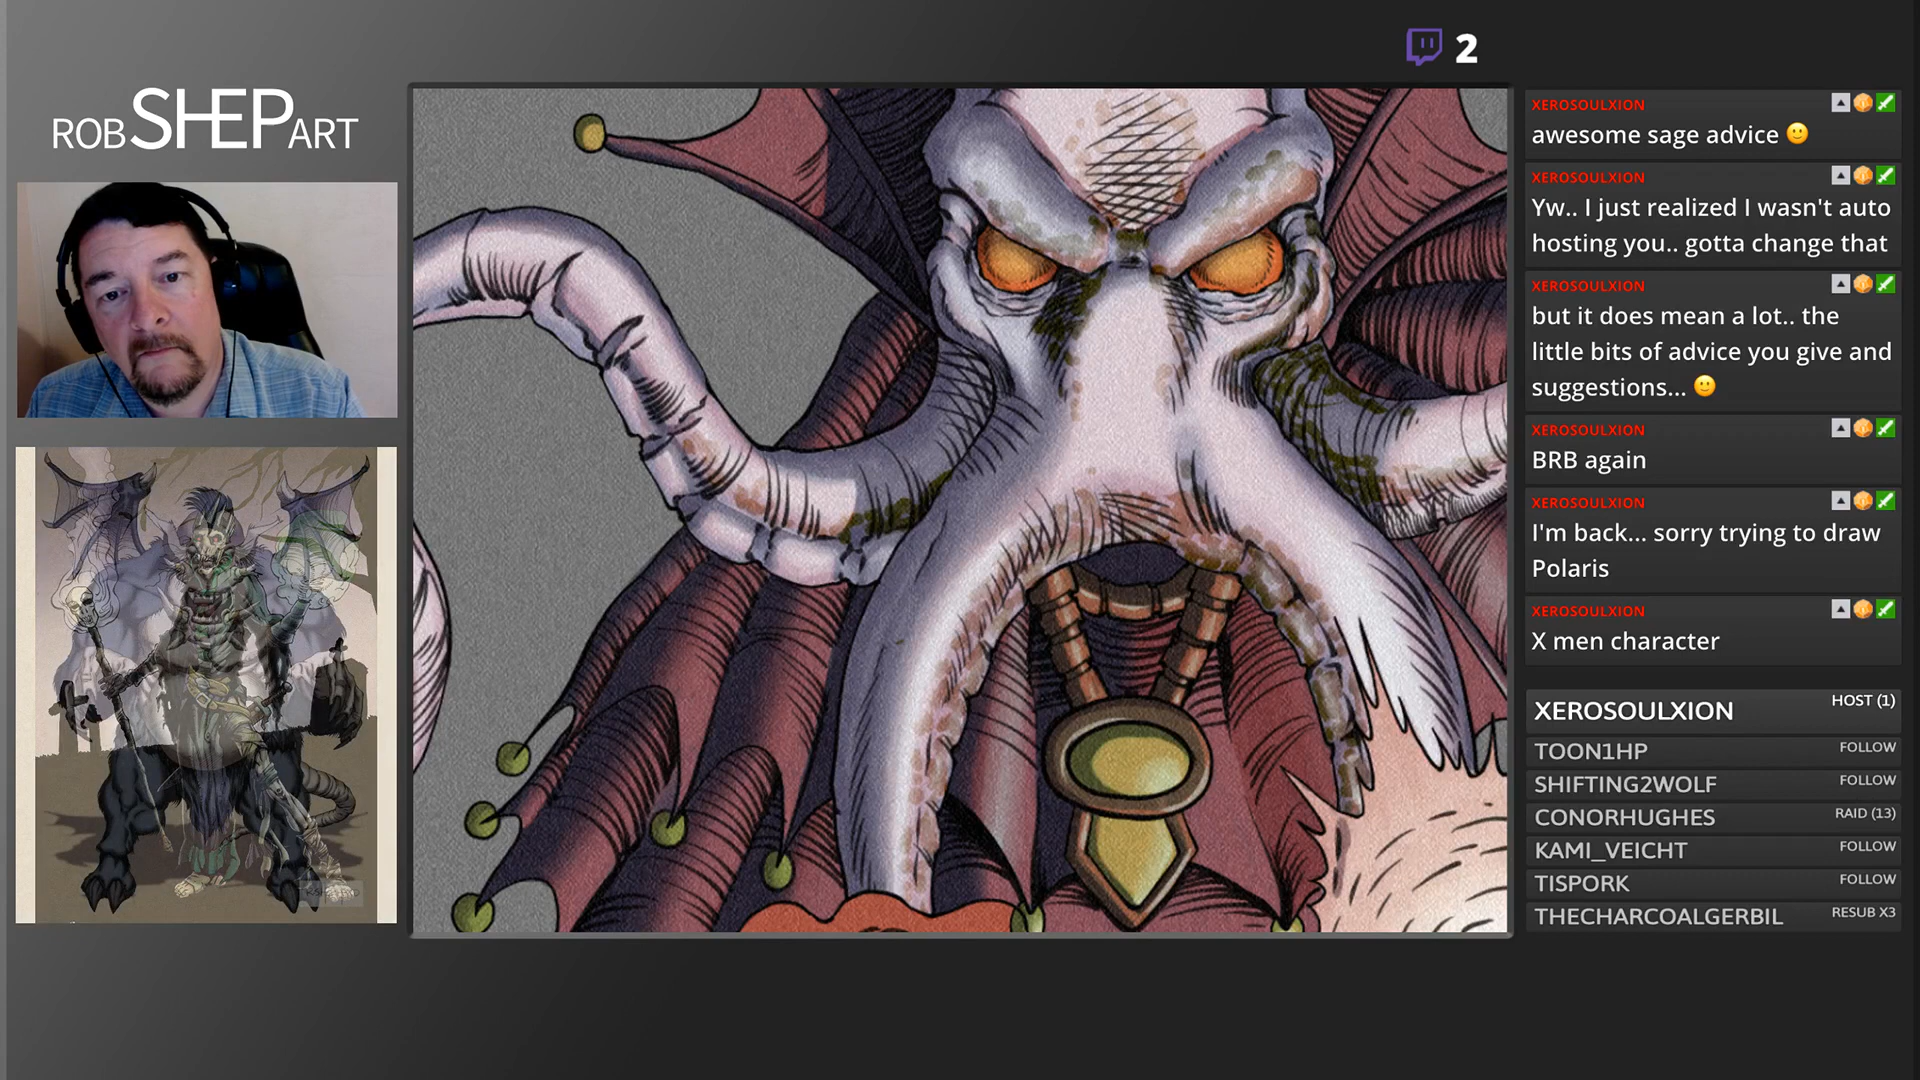 2
ROB SHEP ART
XEROSOULXION
awesome sage advice 🙂
XEROSOULXION
Yw.. I just realized I wasn't auto
hosting you.. gotta change that
XEROSOULXION
but it does mean a lot.. the
little bits of advice you give and
suggestions... 🙂
XEROSOULXION
BRB again
XEROSOULXION
I'm back... sorry trying to draw
Polaris
XEROSOULXION
X men character
XEROSOULXION HOST (1)
TOON1HP FOLLOW
SHIFTING2WOLF FOLLOW
CONORHUGHES RAID (13)
KAMI_VEICHT FOLLOW
TISPORK FOLLOW
THECHARCOALGERBIL RESUB X3